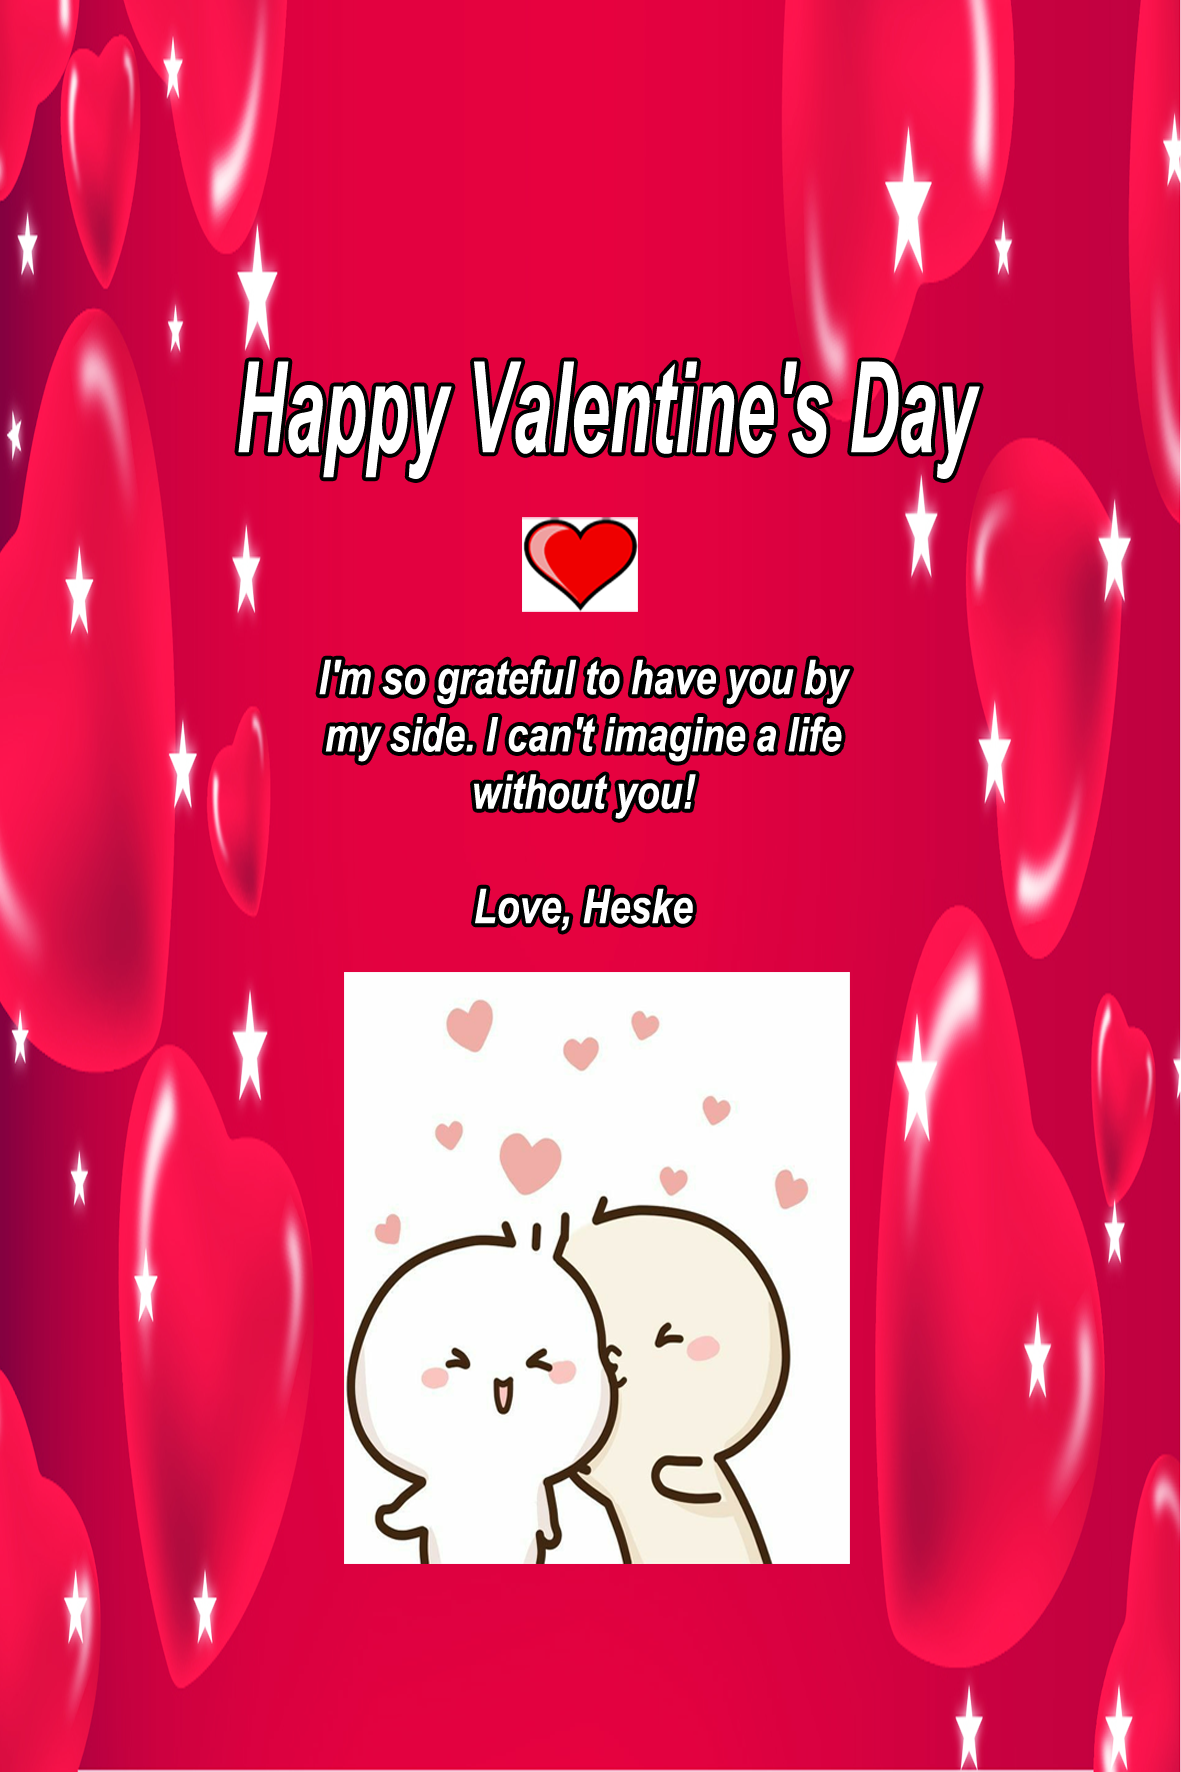 Happy Valentine's Day
I'm so grateful to have you by
my side. I can't imagine a life
without you!
Love, Heske